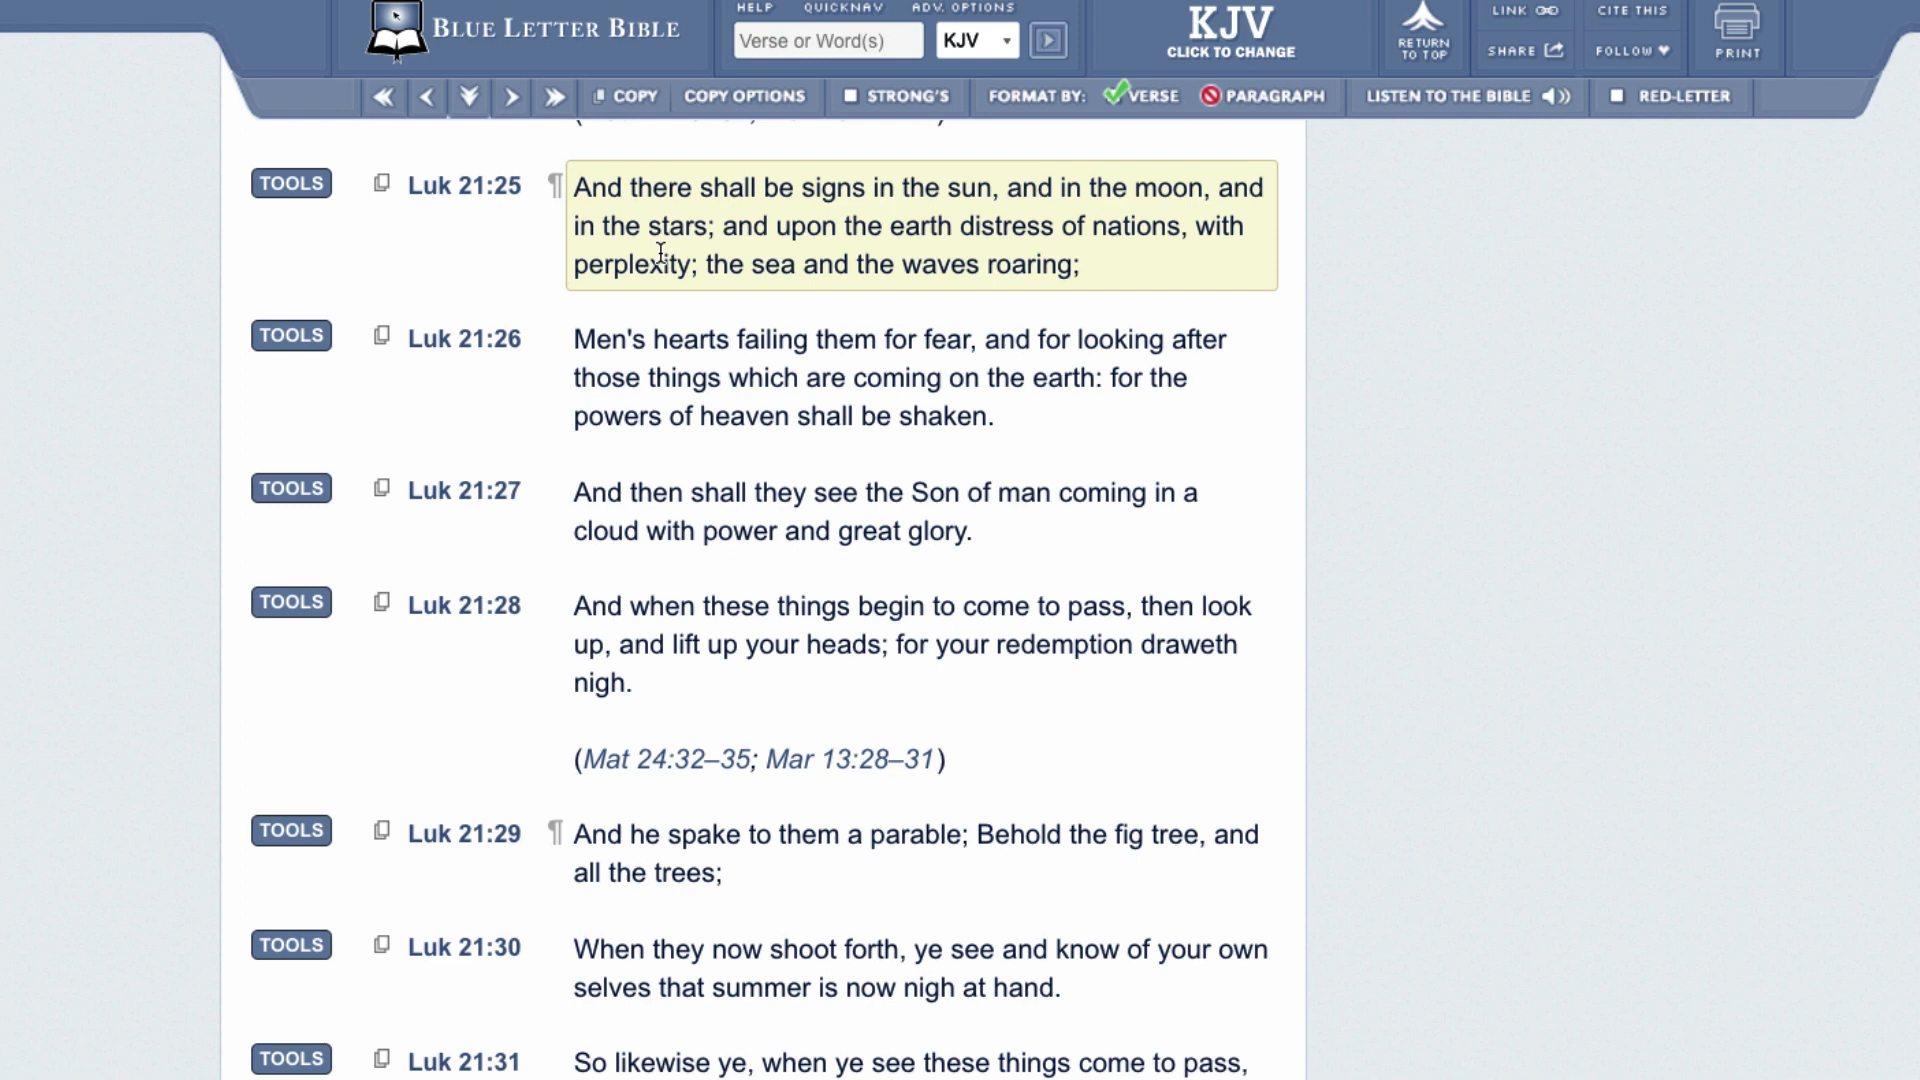 HELP QUICKNAV ADV. OPTIONS
BLUE LETTER BIBLE
Verse or Word(s)
KJV
KJV
CLICK TO CHANGE
RETURN
TO TOP
LINK
SHARE
CITE THIS
FOLLOW
PRINT
COPY COPY OPTIONS STRONG'S FORMAT BY: VERSE PARAGRAPH LISTEN TO THE BIBLE RED-LETTER
TOOLS Luk 21:25 ¶ And there shall be signs in the sun, and in the moon, and
in the stars; and upon the earth distress of nations, with
perplexity; the sea and the waves roaring;
TOOLS Luk 21:26 Men's hearts failing them for fear, and for looking after
those things which are coming on the earth: for the
powers of heaven shall be shaken.
TOOLS Luk 21:27 And then shall they see the Son of man coming in a
cloud with power and great glory.
TOOLS Luk 21:28 And when these things begin to come to pass, then look
up, and lift up your heads; for your redemption draweth
nigh.
(Mat 24:32–35; Mar 13:28–31)
TOOLS Luk 21:29 ¶ And he spake to them a parable; Behold the fig tree, and
all the trees;
TOOLS Luk 21:30 When they now shoot forth, ye see and know of your own
selves that summer is now nigh at hand.
TOOLS Luk 21:31 So likewise ye, when ye see these things come to pass,